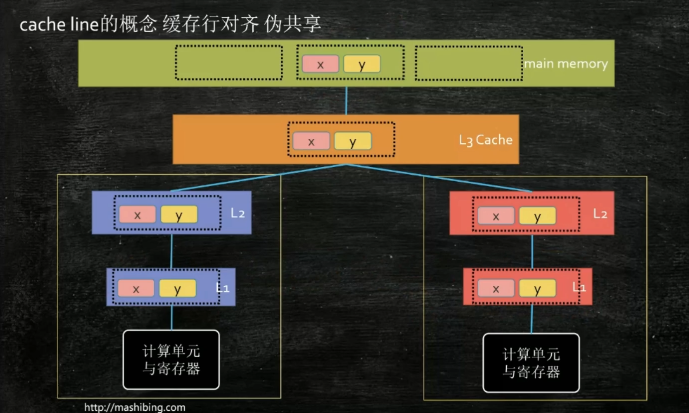 cache line的概念 缓存行对齐 伪共享
x y
main memory
x y
L3 Cache
x y
L2
x y
L2
x y
L1
x y
L1
计算单元
与寄存器
计算单元
与寄存器
http://mashibing.com